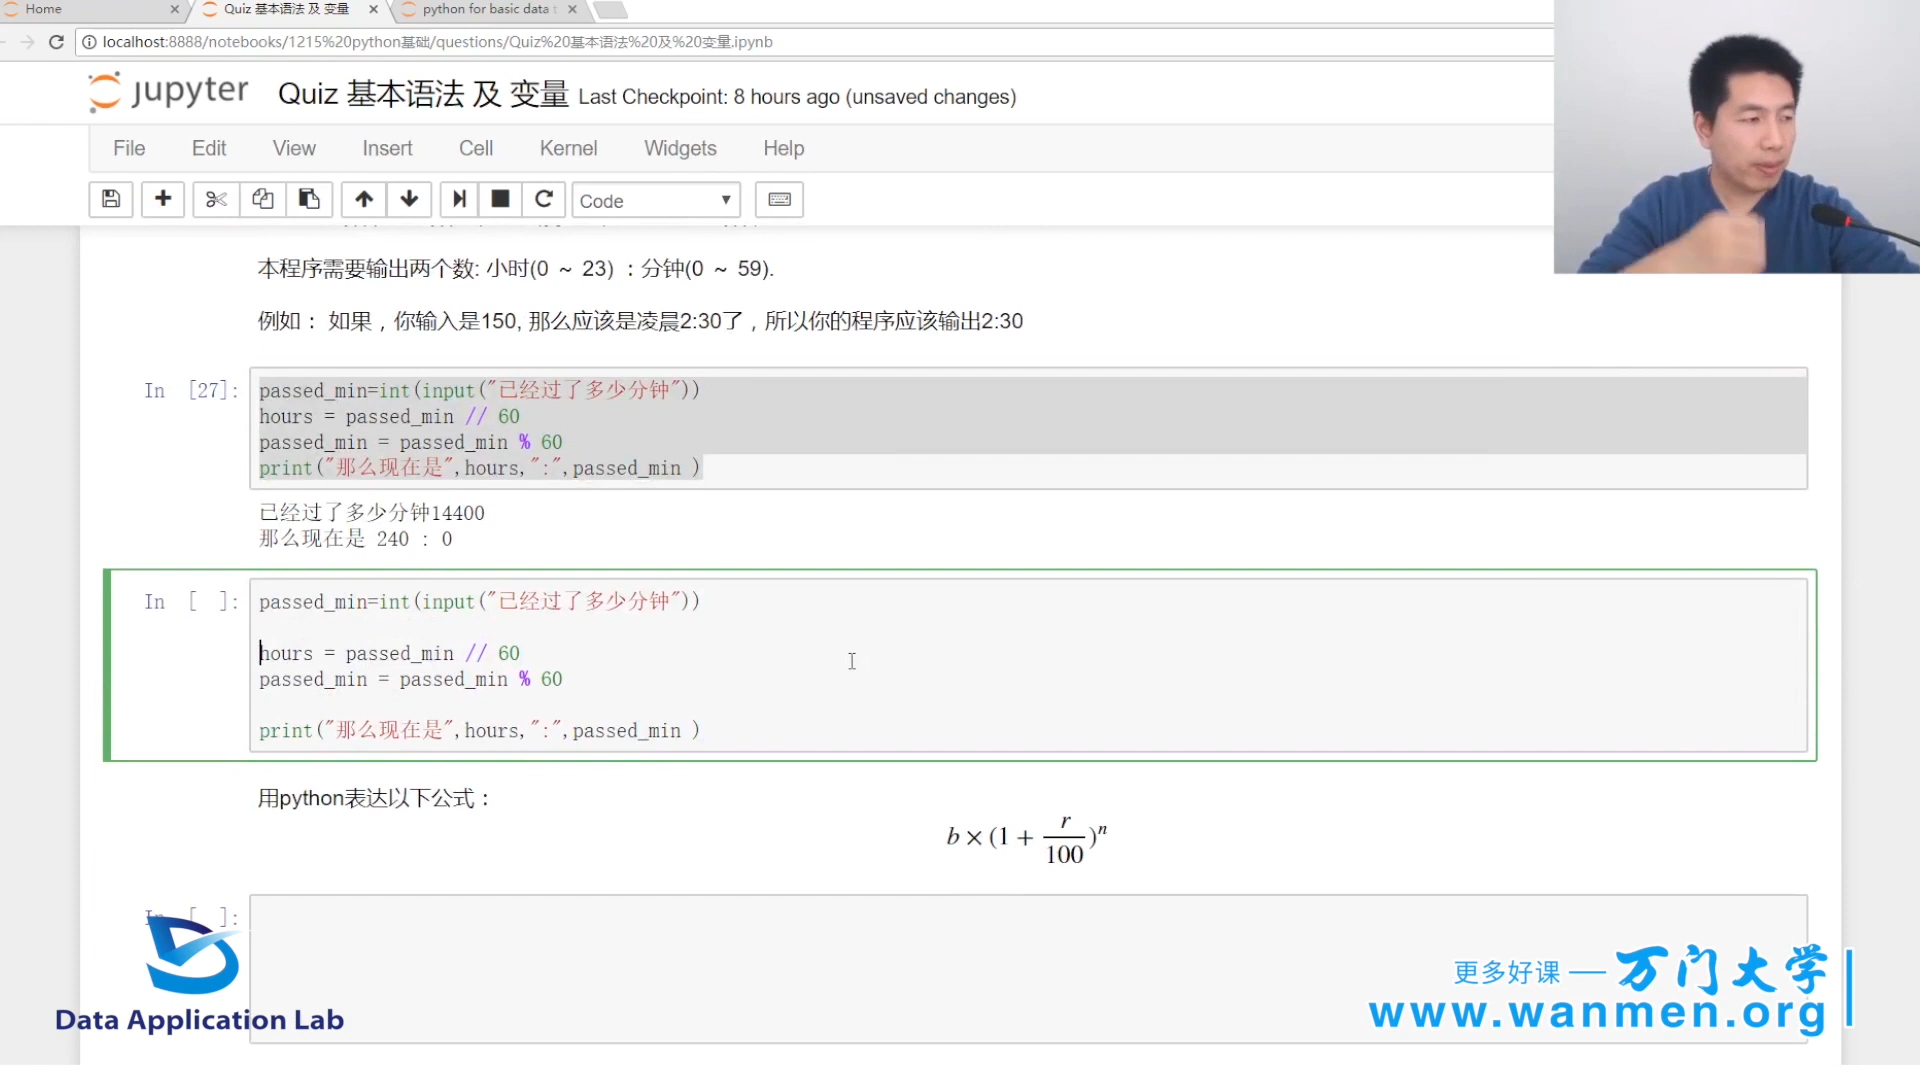 Home
Quiz 基本语法 及 变量
python for basic data t
localhost:8888/notebooks/1215%20python基础/questions/Quiz%20基本语法%20及%20变量.ipynb
jupyter
Quiz 基本语法 及 变量 Last Checkpoint: 8 hours ago (unsaved changes)
File Edit View Insert Cell Kernel Widgets Help
Code
本程序需要输出两个数: 小时(0 ~ 23) : 分钟(0 ~ 59).
例如： 如果，你输入是150, 那么应该是凌晨2:30了，所以你的程序应该输出2:30
In [27]:
passed_min=int(input("已经过了多少分钟"))
hours = passed_min // 60
passed_min = passed_min % 60
print("那么现在是",hours,":",passed_min )
已经过了多少分钟14400
那么现在是 240 : 0
In [ ]:
passed_min=int(input("已经过了多少分钟"))
hours = passed_min // 60
passed_min = passed_min % 60
print("那么现在是",hours,":",passed_min )
用python表达以下公式：
b × (1 + r/100)^n
In [ ]:
Data Application Lab
更多好课 — 万门大学
www.wanmen.org